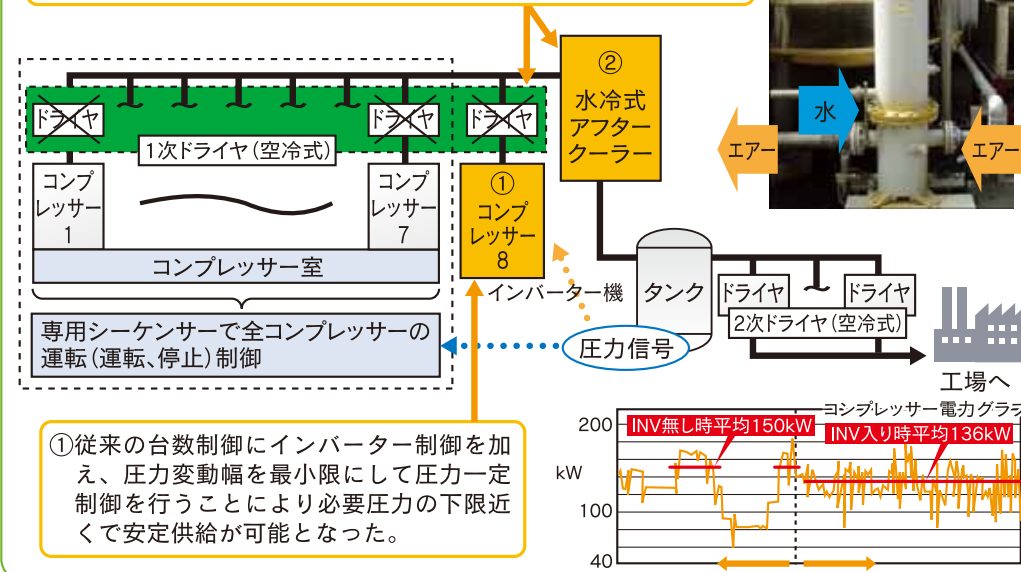 ②
水冷式
アフター
クーラー
水
エアー
エアー
ドライヤ
ドライヤ
ドライヤ
1次ドライヤ(空冷式)
コンプ
レッサー
1
コンプ
レッサー
7
①
コンプ
レッサー
8
コンプレッサー室
インバーター機
タンク
ドライヤ
ドライヤ
2次ドライヤ(空冷式)
専用シーケンサーで全コンプレッサーの
運転(運転、停止)制御
圧力信号
工場へ
①従来の台数制御にインバーター制御を加
え、圧力変動幅を最小限にして圧力一定
制御を行うことにより必要圧力の下限近
くで安定供給が可能となった。
コンプレッサー電力グラフ
200
INV無し時平均150kW
INV入り時平均136kW
kW
100
40